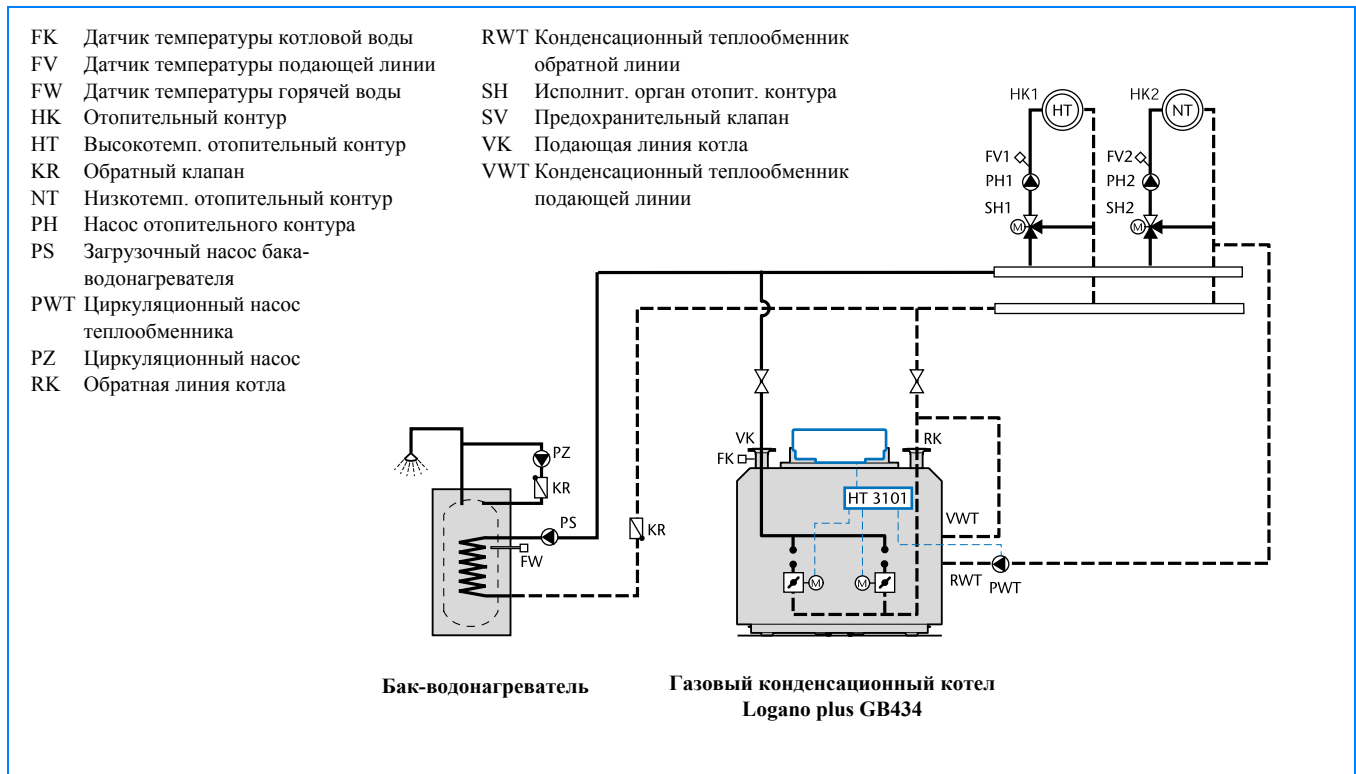 FK Датчик температуры котловой воды
FV Датчик температуры подающей линии
FW Датчик температуры горячей воды
HK Отопительный контур
HT Высокотемп. отопительный контур
KR Обратный клапан
NT Низкотемп. отопительный контур
PH Насос отопительного контура
PS Загрузочный насос бака-
водонагревателя
PWT Циркуляционный насос
теплообменника
PZ Циркуляционный насос
RK Обратная линия котла
RWT Конденсационный теплообменник
обратной линии
SH Исполнит. орган отопит. контура
SV Предохранительный клапан
VK Подающая линия котла
VWT Конденсационный теплообменник
подающей линии
HK1
HT
HK2
NT
FV1
FV2
PH1
PH2
SH1
SH2
M
M
VK
RK
FK
PZ
KR
HT 3101
VWT
PS
KR
FW
M
M
RWT
PWT
Бак-водонагреватель
Газовый конденсационный котел
Logano plus GB434